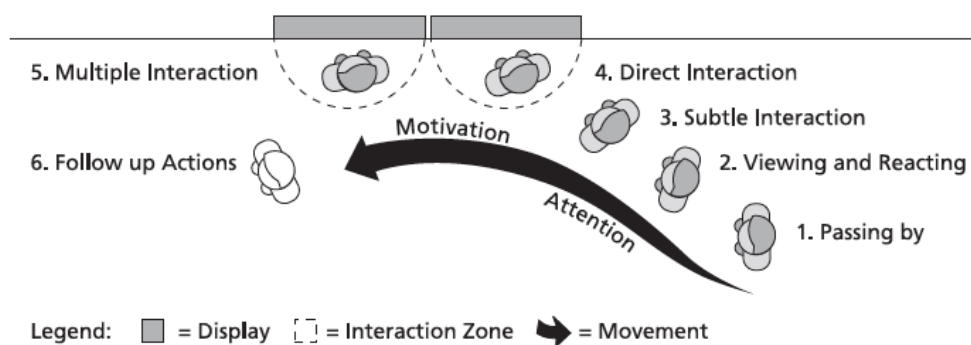 5. Multiple Interaction
4. Direct Interaction
3. Subtle Interaction
Motivation
6. Follow up Actions
2. Viewing and Reacting
Attention
1. Passing by
Legend: = Display = Interaction Zone = Movement